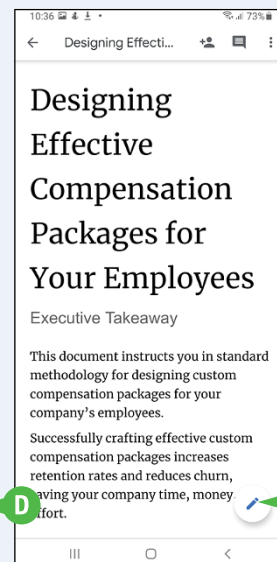 10:36 73%
Designing Effecti...
Designing
Effective
Compensation
Packages for
Your Employees
Executive Takeaway
This document instructs you in standard
methodology for designing custom
compensation packages for your
company’s employees.
Successfully crafting effective custom
compensation packages increases
retention rates and reduces churn,
D
your company time, money